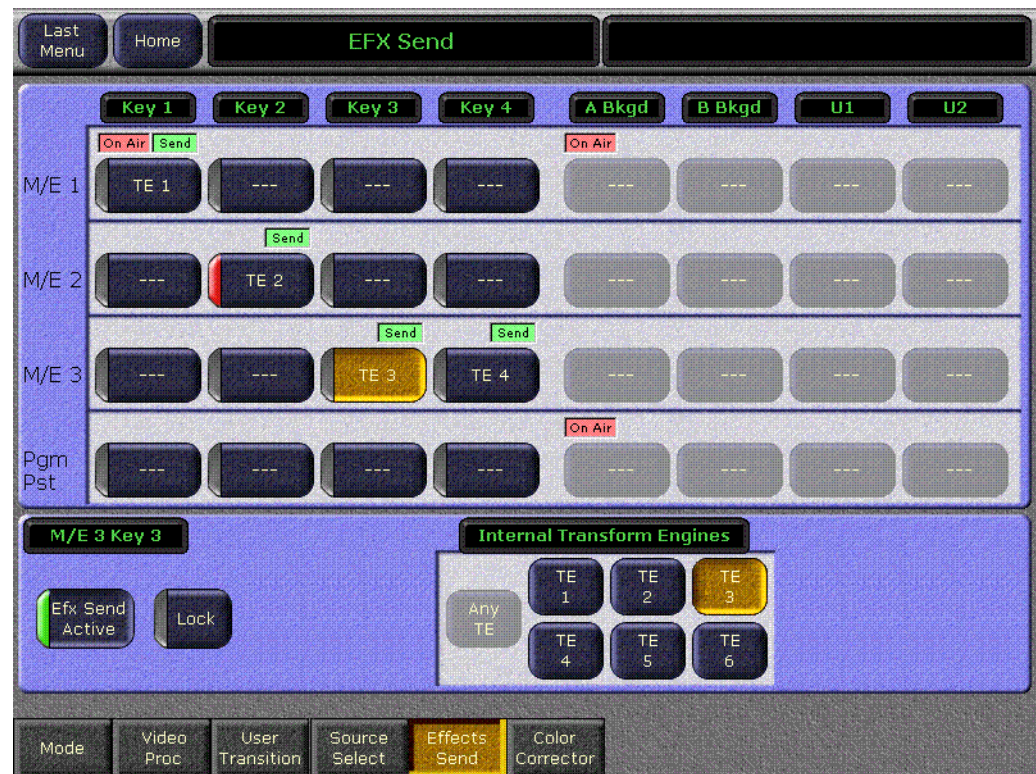 Last Menu Home EFX Send
Key 1 Key 2 Key 3 Key 4 A Bkgd B Bkgd U1 U2
On Air Send On Air
M/E 1 TE 1 --- --- --- --- --- --- ---
Send
M/E 2 --- TE 2 --- --- --- --- --- ---
Send Send
M/E 3 --- --- TE 3 TE 4 --- --- --- ---
On Air
Pgm Pst --- --- --- --- --- --- --- ---
M/E 3 Key 3
Efx Send Active
Lock
Internal Transform Engines
Any TE
TE 1 TE 2 TE 3
TE 4 TE 5 TE 6
Mode Video Proc User Transition Source Select Effects Send Color Corrector